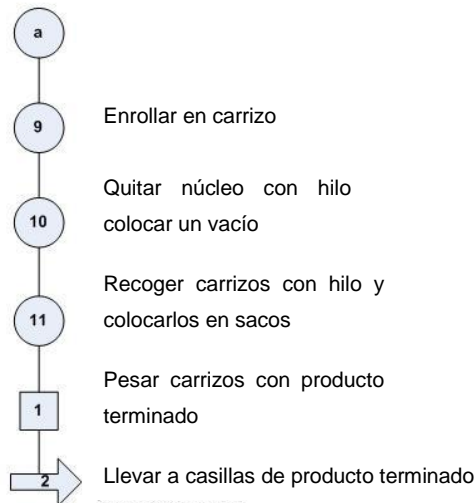 a
9
Enrollar en carrizo
10
Quitar núcleo con hilo
colocar un vacío
11
Recoger carrizos con hilo y
colocarlos en sacos
1
Pesar carrizos con producto
terminado
2
Llevar a casillas de producto terminado